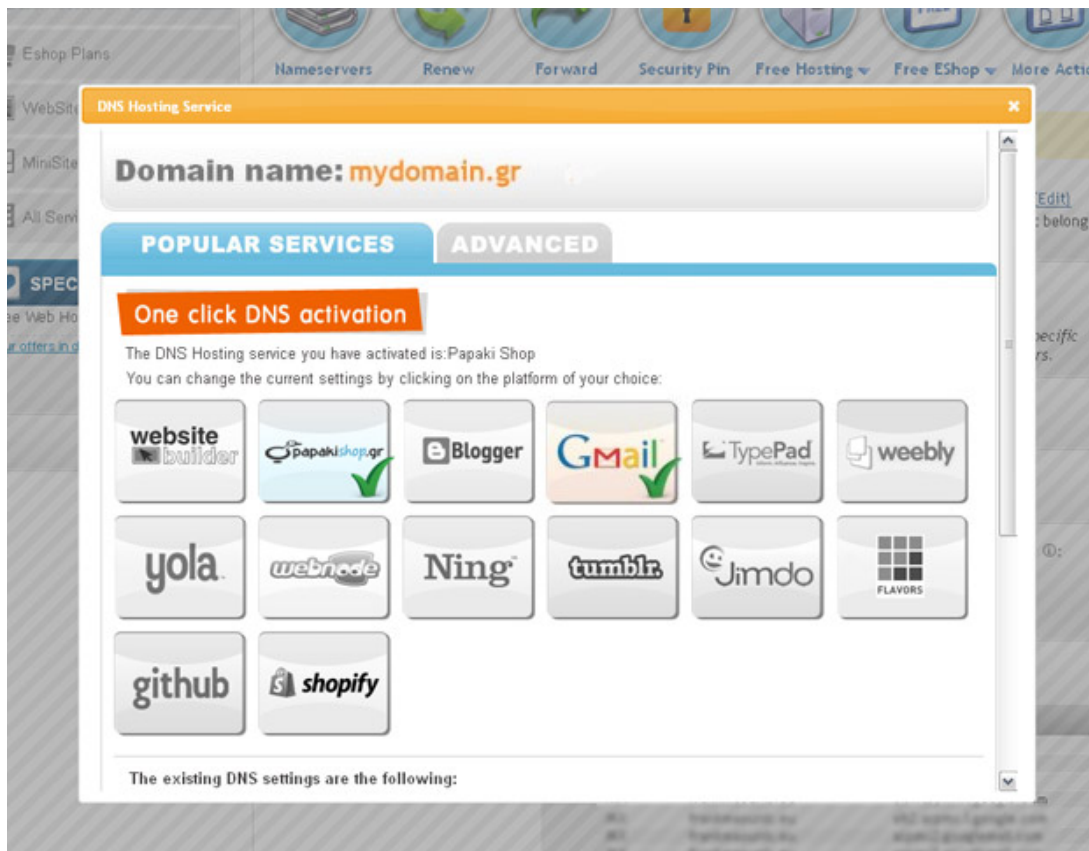 Eshop Plans
Nameservers Renew Forward Security Pin Free Hosting Free EShop More
WebSite
MiniSite
All
SPEC
Web
in
DNS Hosting Service
Domain name: mydomain.gr
(Edit)
belong
POPULAR SERVICES ADVANCED
One click DNS activation
The DNS Hosting service you have activated is:Papaki Shop
You can change the current settings by clicking on the platform of your choice:
website builder papakishop.gr Blogger Gmail TypePad weebly
yola webnode Ning tumblr. Jimdo FLAVORS
github shopify
The existing DNS settings are the following: